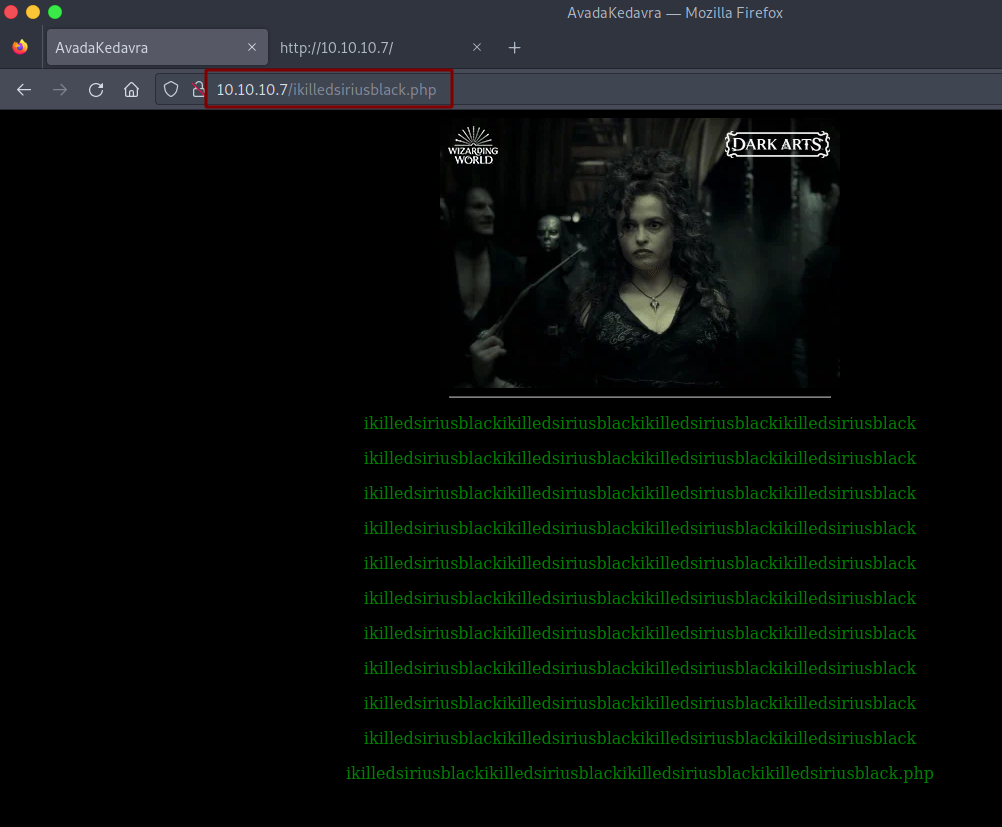 AvadaKedavra — Mozilla Firefox
AvadaKedavra
http://10.10.10.7/
10.10.10.7/ikilledsiriusblack.php
WIZARDING
WORLD
DARK ARTS
ikilledsiriusblackikilledsiriusblackikilledsiriusblackikilledsiriusblack
ikilledsiriusblackikilledsiriusblackikilledsiriusblackikilledsiriusblack
ikilledsiriusblackikilledsiriusblackikilledsiriusblackikilledsiriusblack
ikilledsiriusblackikilledsiriusblackikilledsiriusblackikilledsiriusblack
ikilledsiriusblackikilledsiriusblackikilledsiriusblackikilledsiriusblack
ikilledsiriusblackikilledsiriusblackikilledsiriusblackikilledsiriusblack
ikilledsiriusblackikilledsiriusblackikilledsiriusblackikilledsiriusblack
ikilledsiriusblackikilledsiriusblackikilledsiriusblackikilledsiriusblack
ikilledsiriusblackikilledsiriusblackikilledsiriusblackikilledsiriusblack
ikilledsiriusblackikilledsiriusblackikilledsiriusblackikilledsiriusblack
ikilledsiriusblackikilledsiriusblackikilledsiriusblackikilledsiriusblack.php